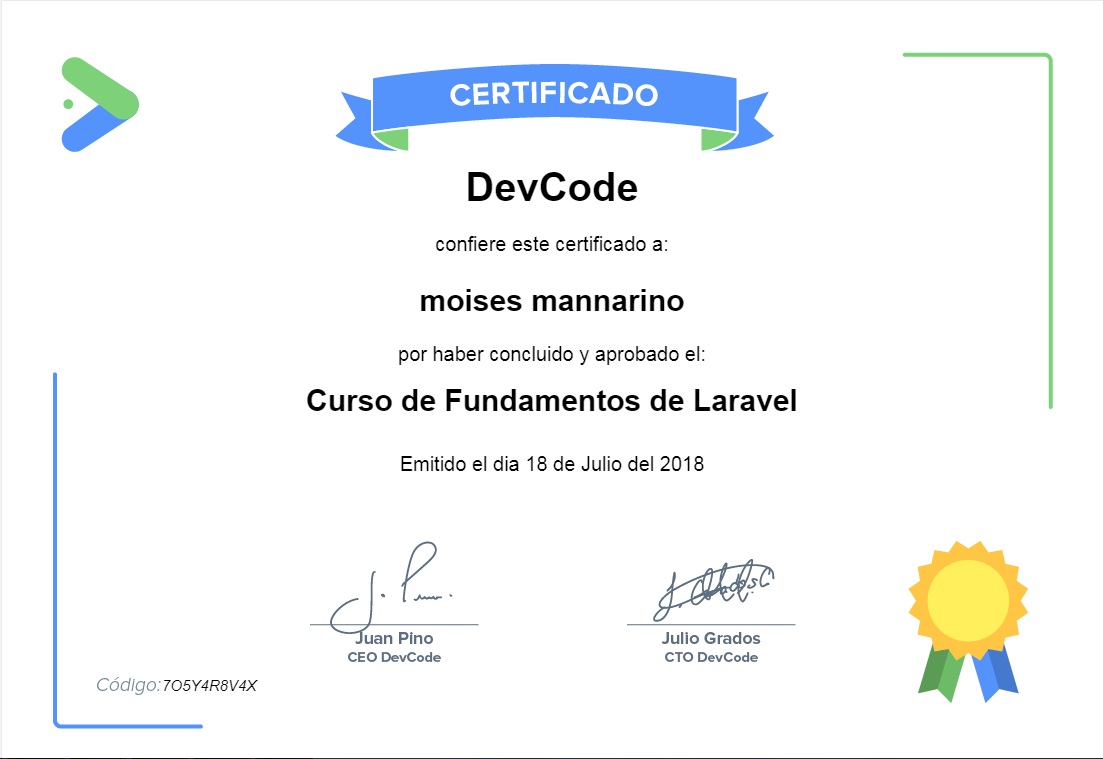 CERTIFICADO
DevCode
confiere este certificado a:
moises mannarino
por haber concluido y aprobado el:
Curso de Fundamentos de Laravel
Emitido el dia 18 de Julio del 2018
Juan Pino
CEO DevCode
Julio Grados
CTO DevCode
Código: 7O5Y4R8V4X